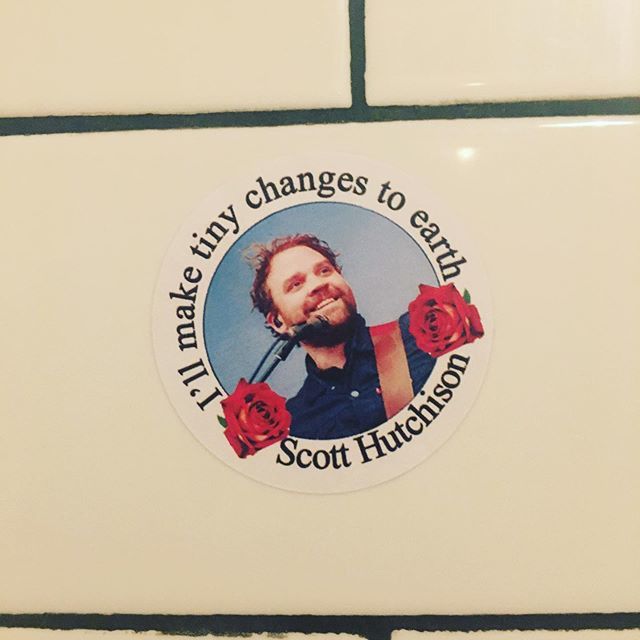 I'll make tiny changes to earth
Scott Hutchison